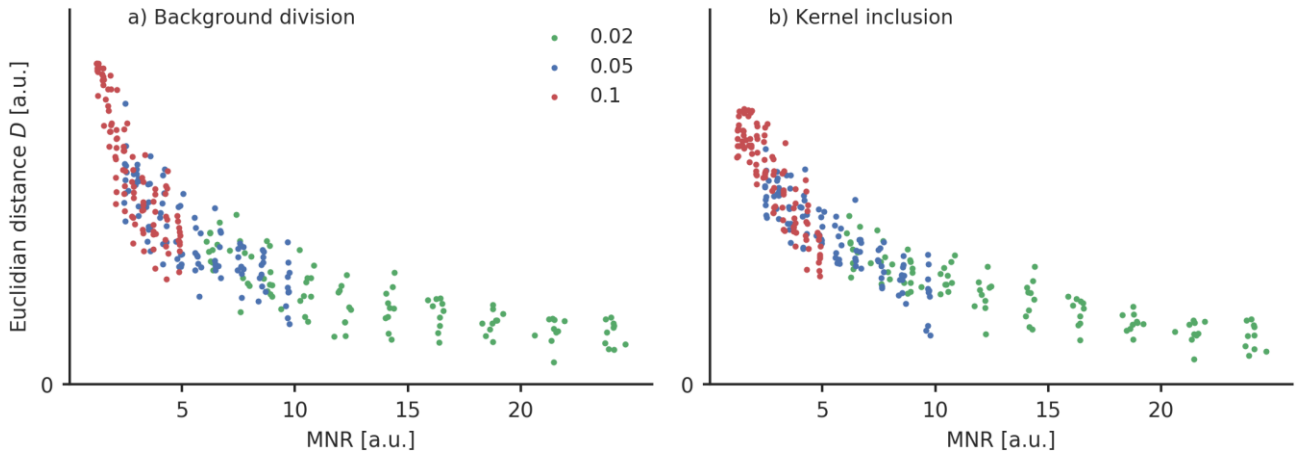 a) Background division
0.02
0.05
0.1
Euclidian distance D [a.u.]
0
5
10
15
20
MNR [a.u.]
b) Kernel inclusion
0
5
10
15
20
MNR [a.u.]